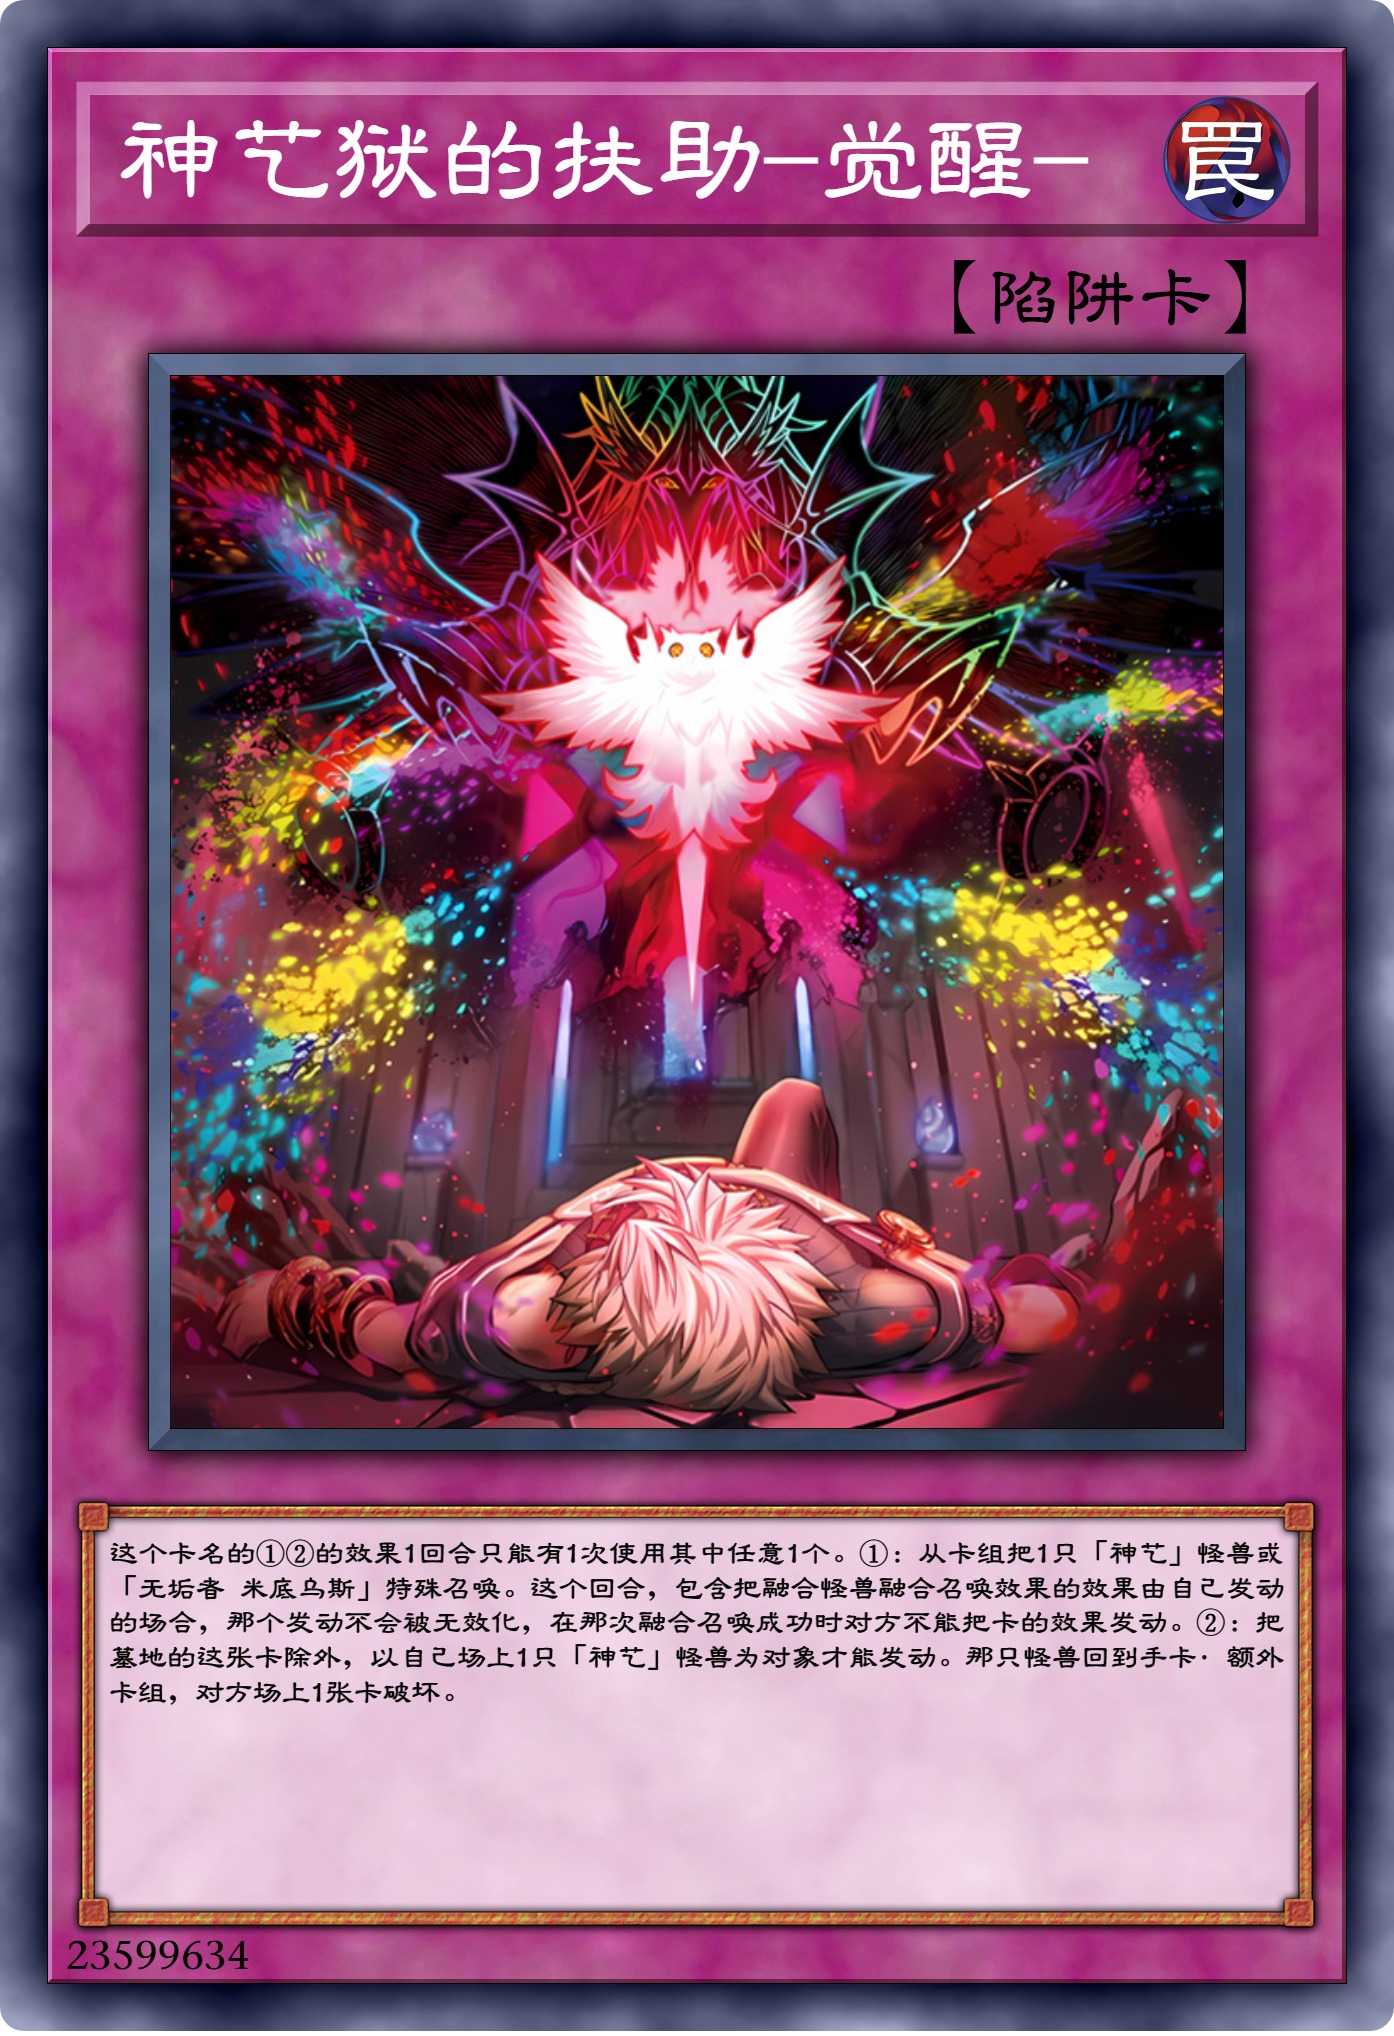 神艺狱的扶助-觉醒-
罠
【陷阱卡】
这个卡名的①②的效果1回合只能有1次使用其中任意1个。①：从卡组把1只「神艺」怪兽或
「无垢者 米底乌斯」特殊召唤。这个回合，包含把融合怪兽融合召唤效果的效果由自己发动
的场合，那个发动不会被无效化，在那次融合召唤成功时对方不能把卡的效果发动。②：把
墓地的这张卡除外，以自己场上1只「神艺」怪兽为对象才能发动。那只怪兽回到手卡·额外
卡组，对方场上1张卡破坏。
23599634